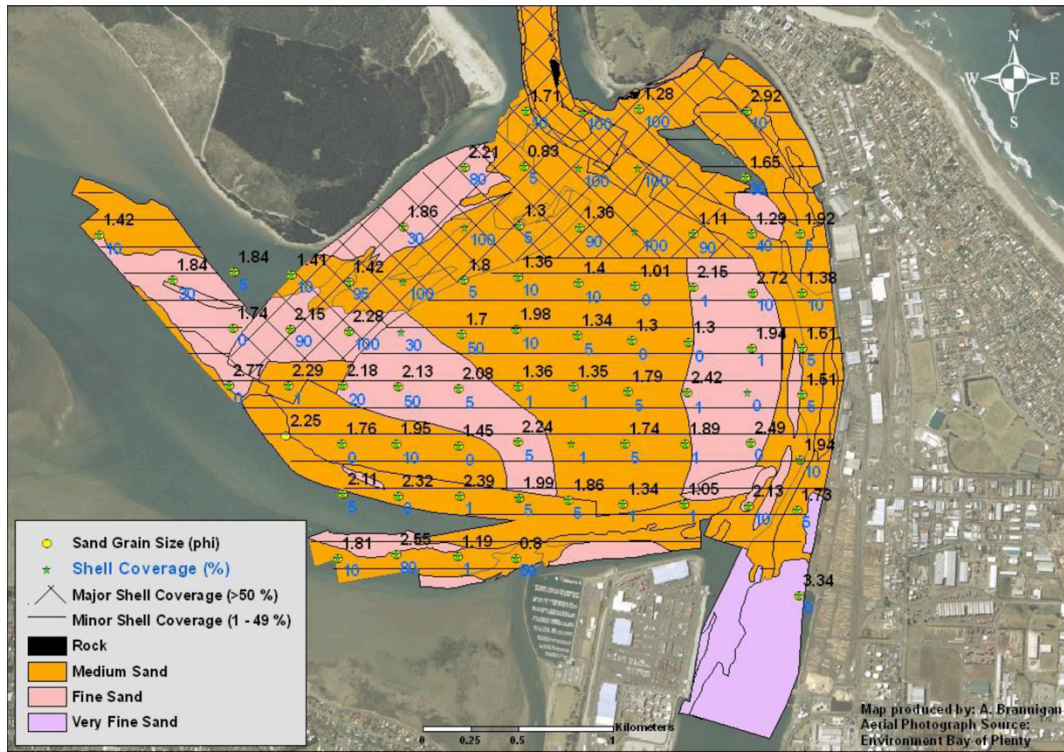 N
W E
S
1.71 1.28 2.92
10 100 100 10
2.21 0.83 1.65
80 5 100 100
1.86 1.3 1.36 1.11 1.29 1.92
30 100 5 90 100 90 40 5
1.42
10
1.84 1.84 1.41 1.42 1.8 1.36 1.4 1.01 2.15 2.72 1.38
5 10 95 100 5 10 10 0 1 10 10
1.74 2.15 2.28 1.7 1.98 1.34 1.3 1.3 1.94 1.61
0 90 100 30 50 10 5 0 0 1 5
2.77 2.29 2.18 2.13 2.08 1.36 1.35 1.79 2.42 1.51
0 1 20 50 5 1 1 5 1 0 5
2.25 1.76 1.95 1.45 2.24 1.74 1.89 2.49 1.94
0 10 0 5 1 5 1 0 10
2.11 2.32 2.39 1.99 1.86 1.34 1.05 2.13 1.73
5 0 1 5 5 1 1 10 5
1.81 2.55 1.19 0.8
10 80 1
3.34
Sand Grain Size (phi)
Shell Coverage (%)
Major Shell Coverage (>50 %)
Minor Shell Coverage (1 - 49 %)
Rock
Medium Sand
Fine Sand
Very Fine Sand
Kilometers
0 0.25 0.5 1
Map produced by: A. Brannigan
Aerial Photograph Source:
Environment Bay of Plenty